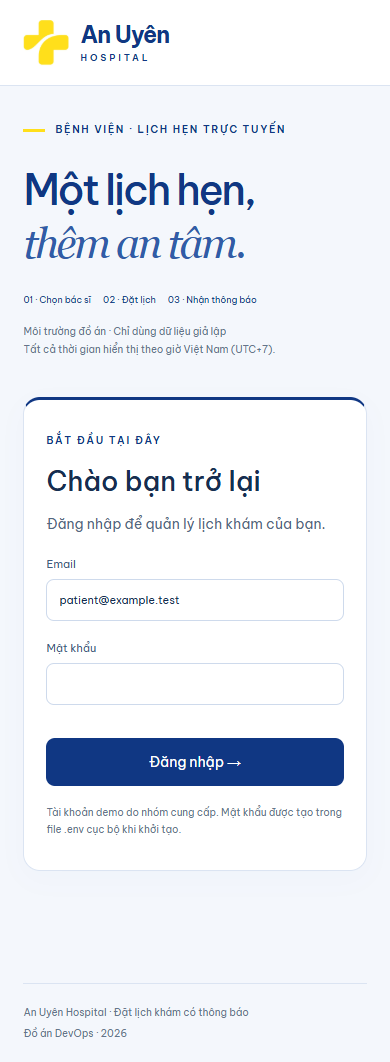 An Uyên
HOSPITAL
BỆNH VIỆN · LỊCH HẸN TRỰC TUYẾN
Một lịch hẹn,
thêm an tâm.
01 · Chọn bác sĩ 02 · Đặt lịch 03 · Nhận thông báo
Môi trường đồ án · Chỉ dùng dữ liệu giả lập
Tất cả thời gian hiển thị theo giờ Việt Nam (UTC+7).
BẮT ĐẦU TẠI ĐÂY
Chào bạn trở lại
Đăng nhập để quản lý lịch khám của bạn.
Email
patient@example.test
Mật khẩu
Đăng nhập →
Tài khoản demo do nhóm cung cấp. Mật khẩu được tạo trong
file .env cục bộ khi khởi tạo.
An Uyên Hospital · Đặt lịch khám có thông báo
Đồ án DevOps · 2026